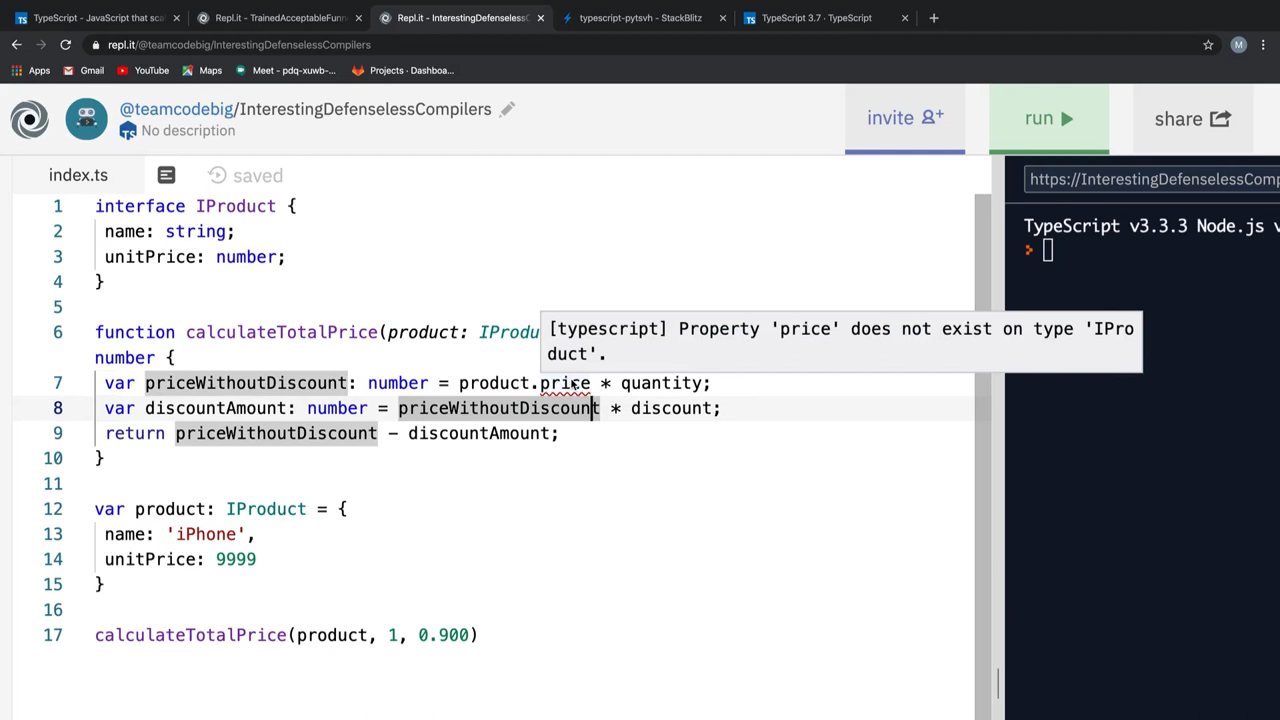 TypeScript - JavaScript that sca
Repl.it - TrainedAcceptableFunn
Repl.it - InterestingDefenseless
typescript-pytsvh - StackBlitz
TypeScript 3.7 · TypeScript
repl.it/@teamcodebig/InterestingDefenselessCompilers
M
Apps
Gmail
YouTube
Maps
Meet - pdq-xuwb-...
Projects · Dashboa...
@teamcodebig/InterestingDefenselessCompilers
TS No description
invite
run
share
index.ts
saved
https://InterestingDefenselessComp
1 interface IProduct {
2 name: string;
3 unitPrice: number;
4 }
5
6 function calculateTotalPrice(product: IProdu
number {
[typescript] Property 'price' does not exist on type 'IPro
duct'.
7 var priceWithoutDiscount: number = product.price * quantity;
8 var discountAmount: number = priceWithoutDiscount * discount;
9 return priceWithoutDiscount - discountAmount;
10 }
11
12 var product: IProduct = {
13 name: 'iPhone',
14 unitPrice: 9999
15 }
16
17 calculateTotalPrice(product, 1, 0.900)
TypeScript v3.3.3 Node.js v
>